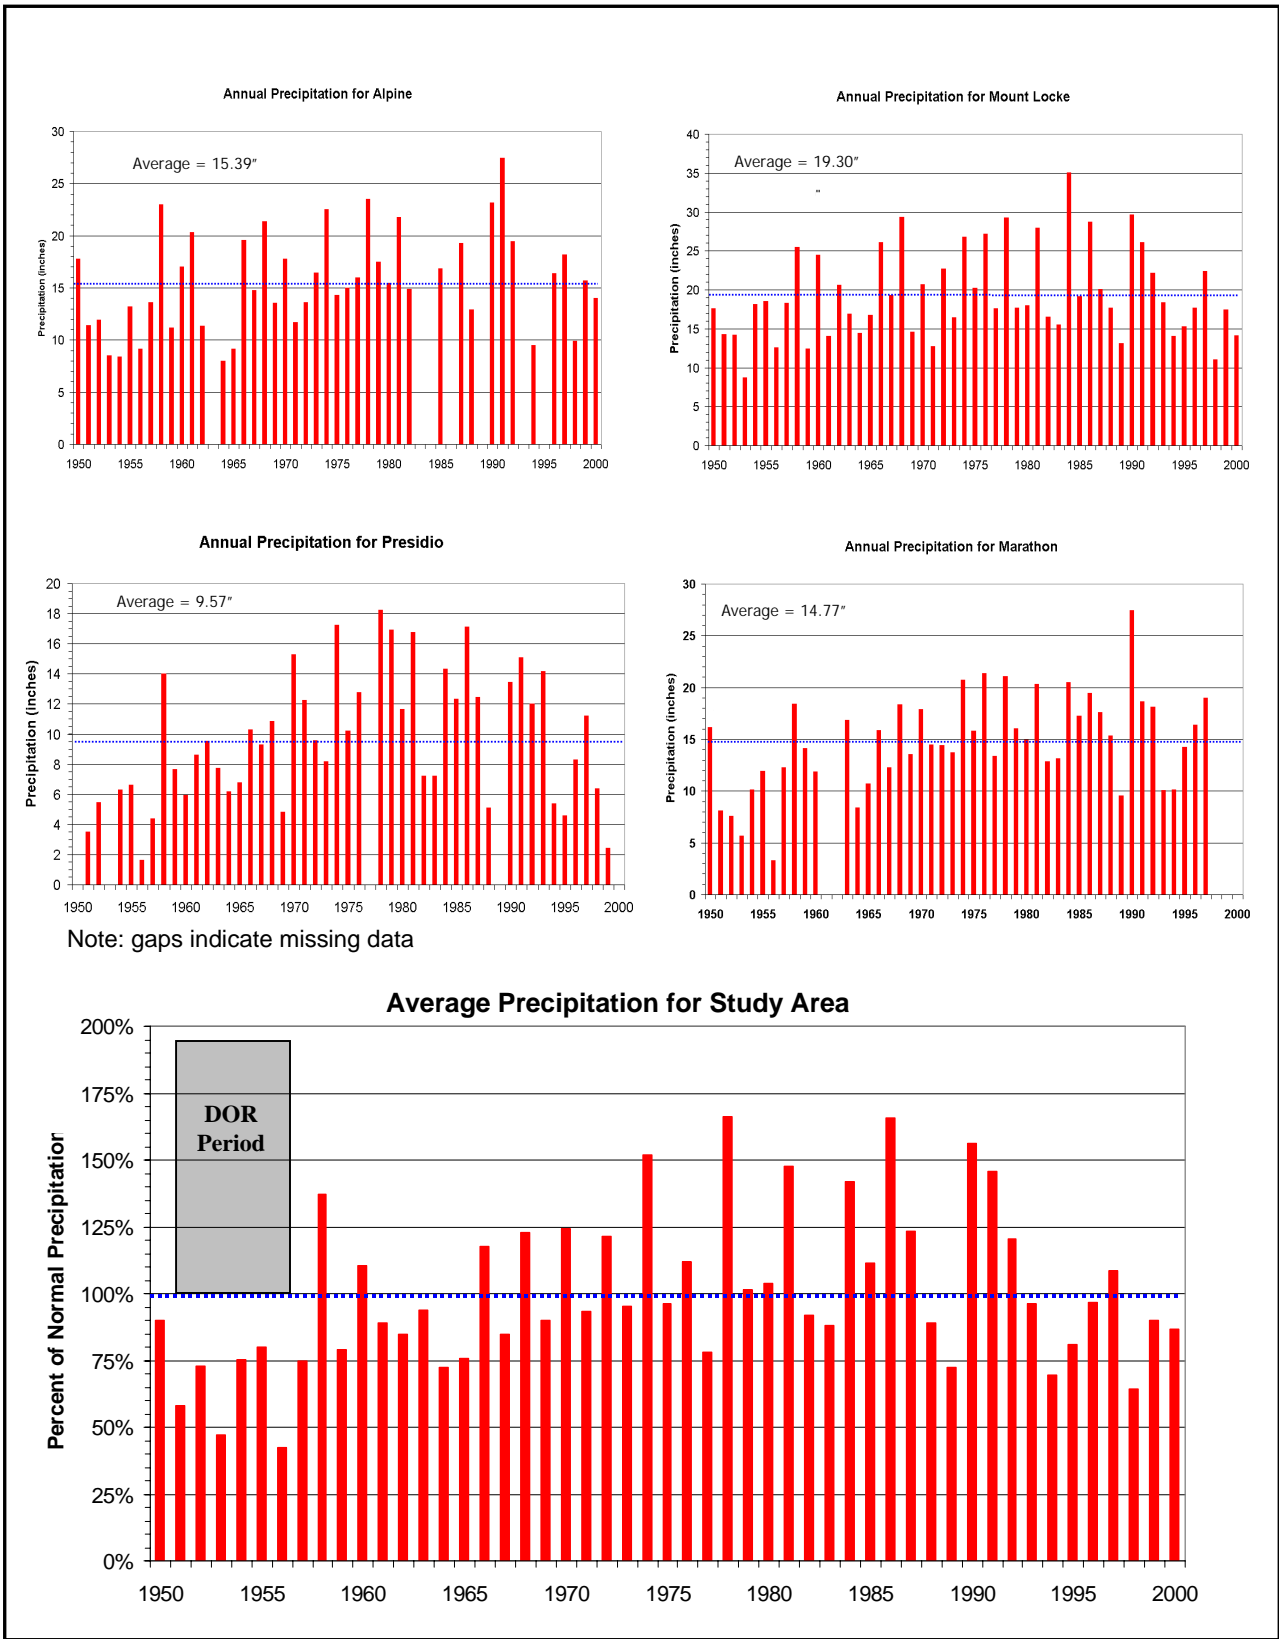 Annual Precipitation for Alpine
Average = 15.39"
Precipitation (inches)
30
25
20
15
10
5
0
1950 1955 1960 1965 1970 1975 1980 1985 1990 1995 2000
Annual Precipitation for Mount Locke
Average = 19.30"
"
Precipitation (inches)
40
35
30
25
20
15
10
5
0
1950 1955 1960 1965 1970 1975 1980 1985 1990 1995 2000
Annual Precipitation for Presidio
Average = 9.57"
Precipitation (inches)
20
18
16
14
12
10
8
6
4
2
0
1950 1955 1960 1965 1970 1975 1980 1985 1990 1995 2000
Annual Precipitation for Marathon
Average = 14.77"
Precipitation (inches)
30
25
20
15
10
5
0
1950 1955 1960 1965 1970 1975 1980 1985 1990 1995 2000
Note: gaps indicate missing data
Average Precipitation for Study Area
Percent of Normal Precipitation
200%
175%
150%
125%
100%
75%
50%
25%
0%
DOR
Period
1950 1955 1960 1965 1970 1975 1980 1985 1990 1995 2000